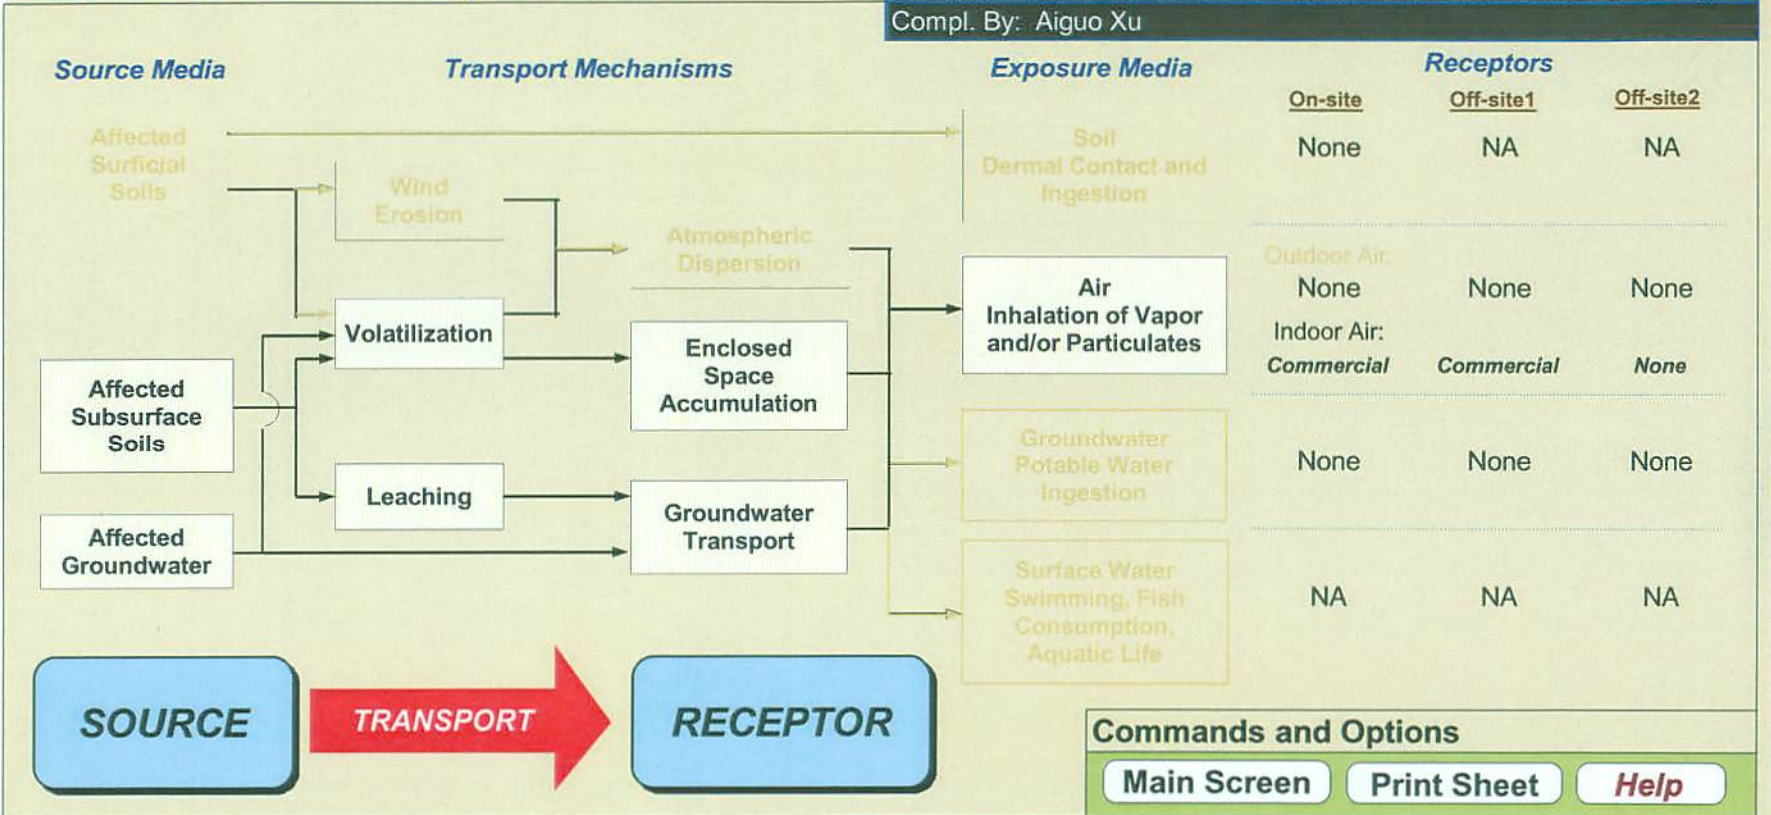 Compl. By: Aiguo Xu
Source Media
Transport Mechanisms
Exposure Media
Receptors
On-site
Off-site1
Off-site2
Affected
Surficial
Soils
Wind
Erosion
Atmospheric
Dispersion
Soil
Dermal Contact and
Ingestion
None
NA
NA
Volatilization
Enclosed
Space
Accumulation
Air
Inhalation of Vapor
and/or Particulates
Outdoor Air:
None
None
None
Indoor Air:
Commercial
Commercial
None
Affected
Subsurface
Soils
Leaching
Groundwater
Transport
Groundwater
Potable Water
Ingestion
None
None
None
Affected
Groundwater
Surface Water
Swimming, Fish
Consumption,
Aquatic Life
NA
NA
NA
SOURCE
TRANSPORT
RECEPTOR
Commands and Options
Main Screen
Print Sheet
Help